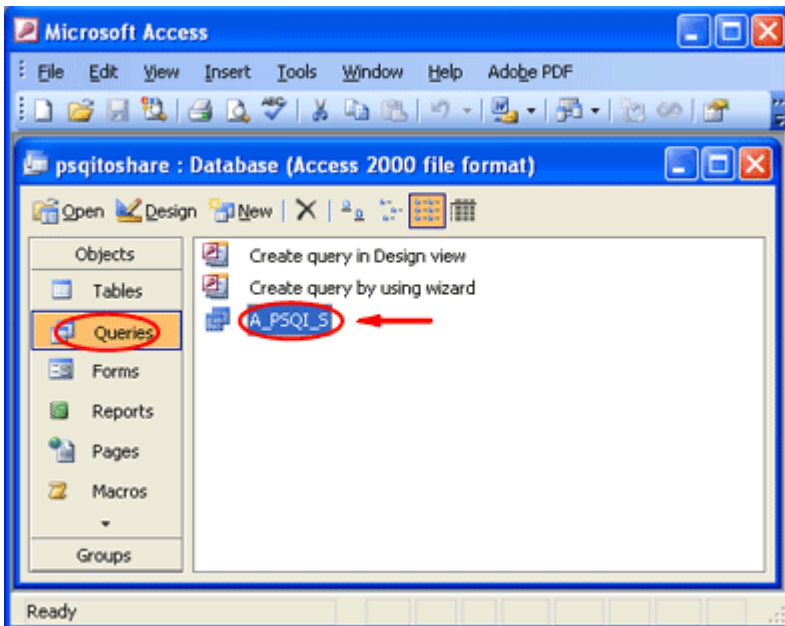 Microsoft Access
File Edit View Insert Tools Window Help Adobe PDF
ABC
psqitoshare : Database (Access 2000 file format)
Open Design New
Objects
Create query in Design view
Tables
Create query by using wizard
Queries
A_PSQI_S
Forms
Reports
Pages
Macros
Groups
Ready